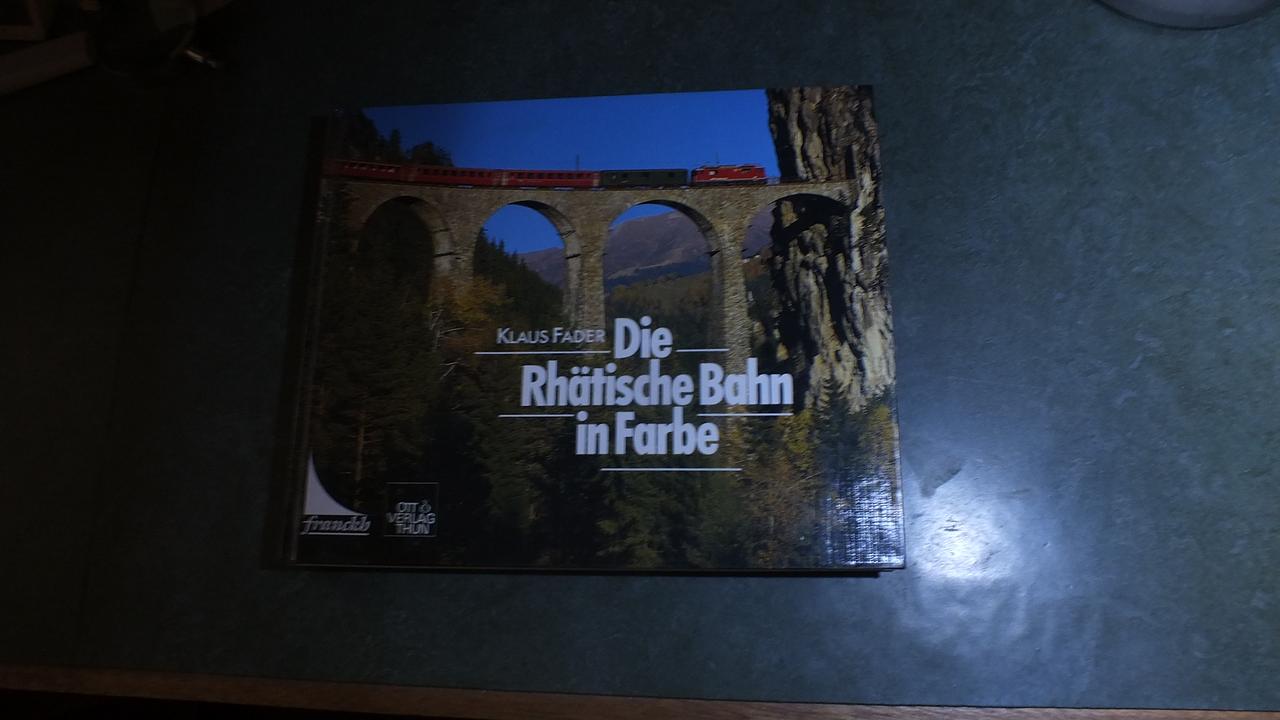 KLAUS FADER
Die
Rhätische Bahn
in Farbe
franckh
OTT
VERLAG
THUN